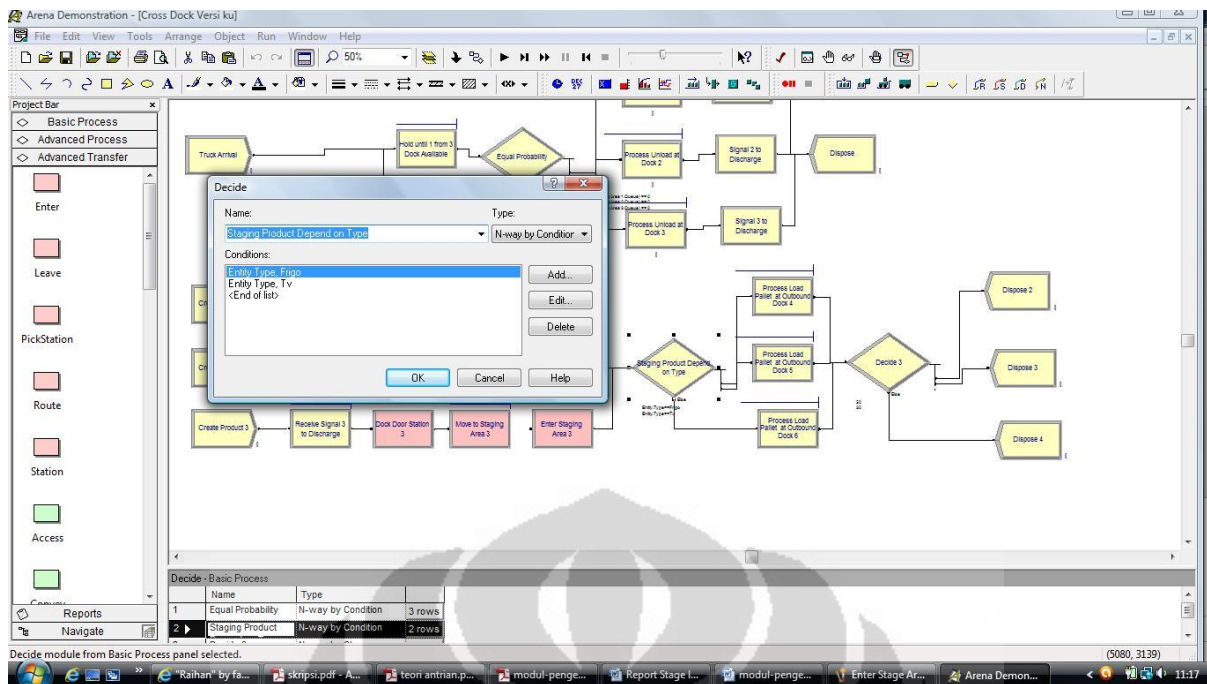 Arena Demonstration - [Cross Dock Versi ku]
File Edit View Tools Arrange Object Run Window Help
50%
Project Bar
Basic Process
Advanced Process
Advanced Transfer
Enter
Leave
PickStation
Route
Station
Access
Reports
Navigate
Truck Arrival
Hold until 1 from 3 Dock Available
Equal Probability
Process Unload at Dock 2
Signal 2 to Discharge
Dispose
Process Unload at Dock 3
Signal 3 to Discharge
Decide
Name:
Type:
Staging Product Depend on Type
N-way by Condition
Conditions:
Entity Type, Frigo
Entity Type, Tv
<End of list>
Add...
Edit...
Delete
OK
Cancel
Help
Process Load Pallet at Outbound Dock 4
Dispose 2
Staging Product Depend on Type
Process Load Pallet at Outbound Dock 5
Decide 3
Dispose 3
Else
Else
Create Product 3
Receive Signal 3 to Discharge
Dock Door Station 3
Move to Staging Area 3
Enter Staging Area 3
Process Load Pallet at Outbound Dock 6
Dispose 4
Decide - Basic Process
Name
Type
1
Equal Probability
N-way by Condition
3 rows
2
Staging Product
N-way by Condition
2 rows
Decide module from Basic Process panel selected.
(5080, 3139)
"Raihan" by fa...
skripsi.pdf - A...
teori antrian.p...
modul-penge...
Report Stage I...
modul-penge...
Enter Stage Ar...
Arena Demon...
11:17